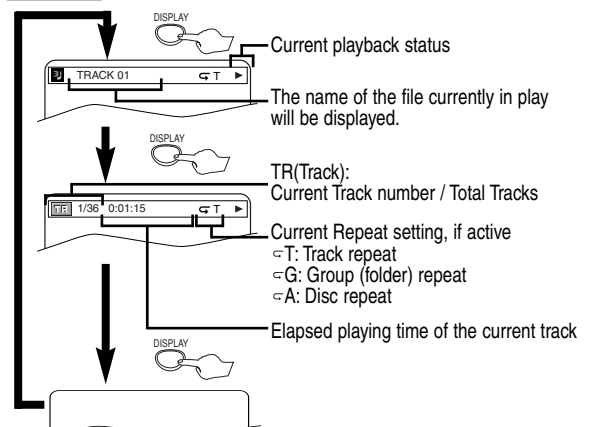 DISPLAY
Current playback status
TRACK 01 T
The name of the file currently in play
will be displayed.
DISPLAY
TR(Track):
Current Track number / Total Tracks
TR 1/36 0:01:15 T
Current Repeat setting, if active
T: Track repeat
G: Group (folder) repeat
A: Disc repeat
Elapsed playing time of the current track
DISPLAY